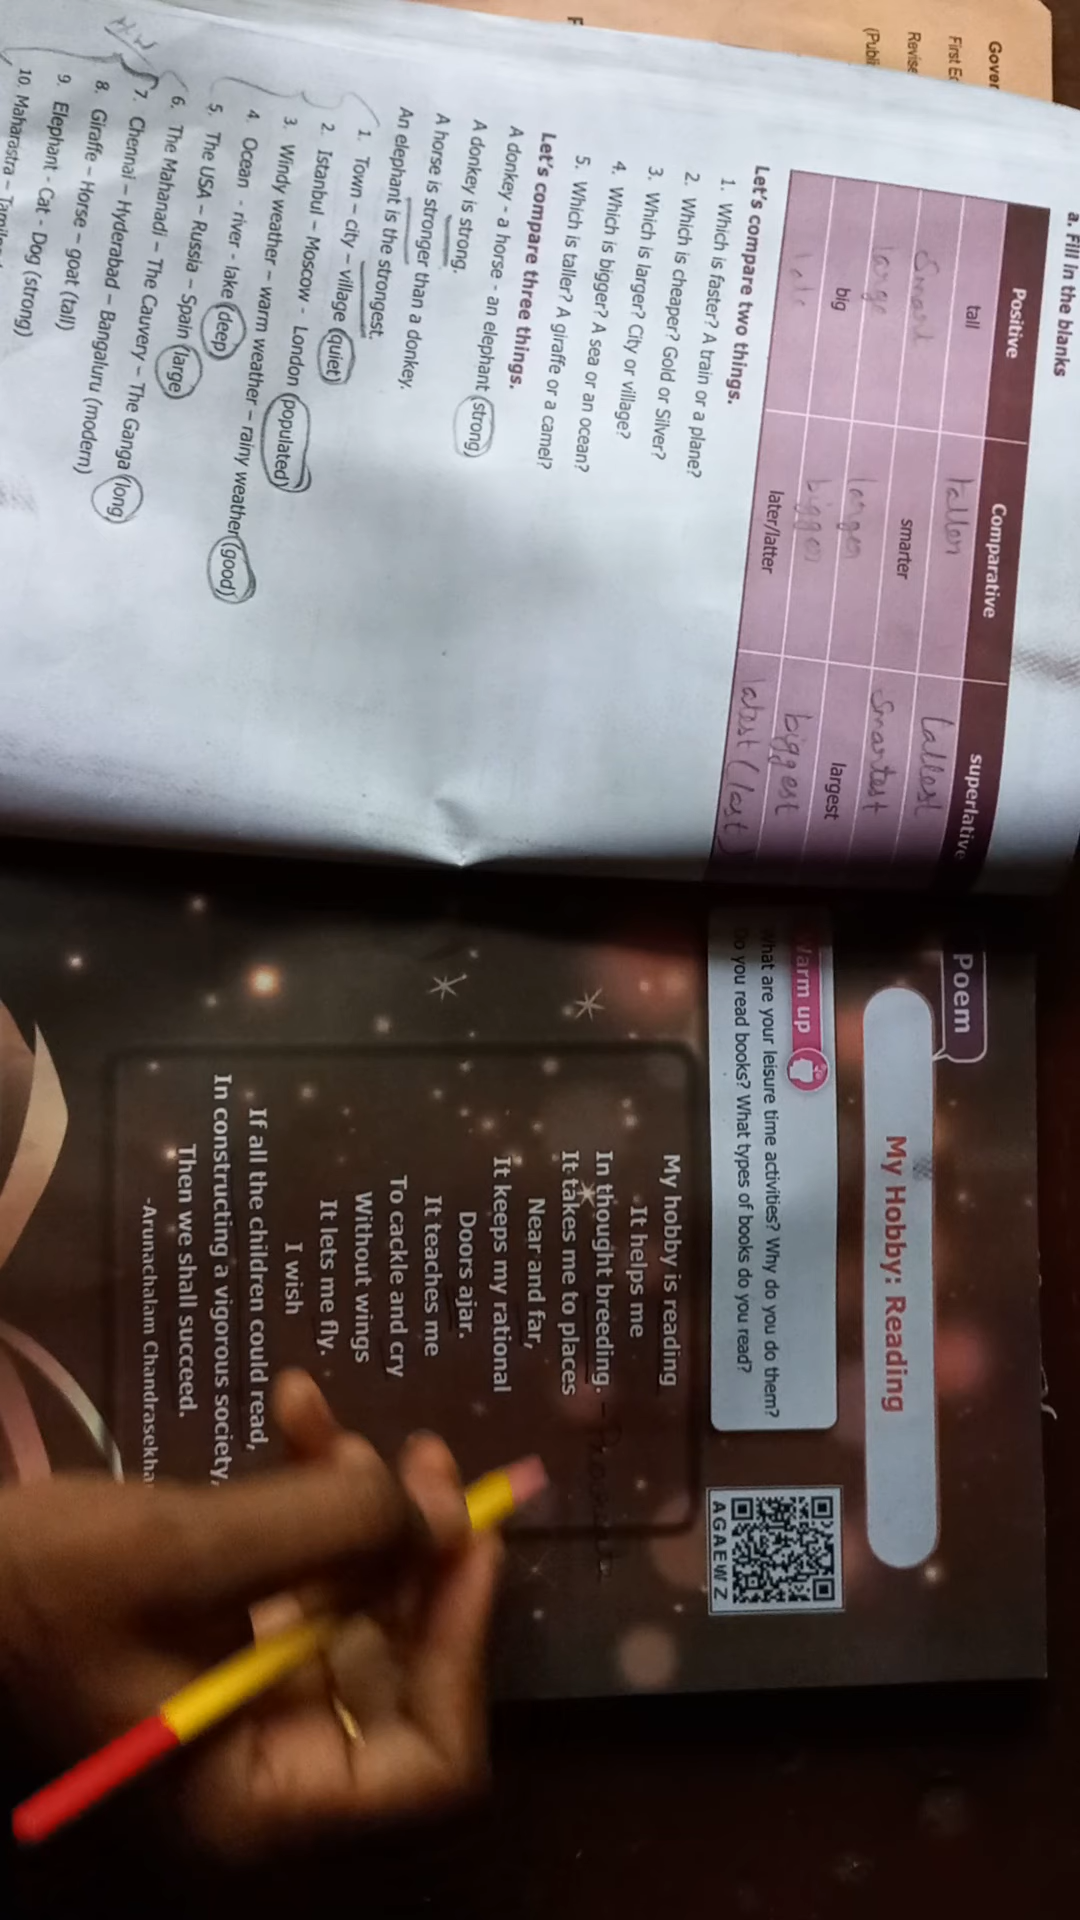 Gover
First Ed
Revise
(Publi
a. Fill in the blanks
Positive Comparative superlative
tall taller tallest
Smart smarter Smartest
large larger largest
big bigger biggest
late later/latter latest (last)
Let's compare two things.
1. Which is faster? A train or a plane?
2. Which is cheaper? Gold or Silver?
3. Which is larger? City or village?
4. Which is bigger? A sea or an ocean?
5. Which is taller? A giraffe or a camel?
Let's compare three things.
A donkey - a horse - an elephant (strong)
A donkey is strong.
A horse is stronger than a donkey.
An elephant is the strongest.
1. Town – city – village (quiet)
2. Istanbul – Moscow - London (populated)
3. Windy weather – warm weather – rainy weather (good)
4. Ocean - river - lake (deep)
5. The USA – Russia – Spain (large)
6. The Mahanadi – The Cauvery – The Ganga (long)
H.W
7. Chennai – Hyderabad – Bangaluru (modern)
8. Giraffe – Horse – goat (tall)
9. Elephant - Cat - Dog (strong)
10. Maharastra –
Poem
My Hobby: Reading
Warm up
What are your leisure time activities? Why do you do them?
Do you read books? What types of books do you read?
AGAEWZ
My hobby is reading
It helps me
In thought breeding.
It takes me to places
Near and far,
It keeps my rational
Doors ajar.
It teaches me
To cackle and cry
Without wings
It lets me fly.
I wish
If all the children could read,
In constructing a vigorous society,
Then we shall succeed.
-Arunachalam Chandrasekha